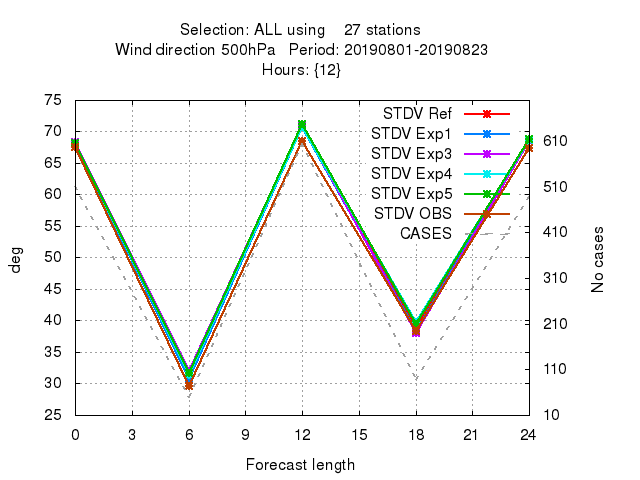 Selection: ALL using    27 stations
Wind direction 500hPa   Period: 20190801-20190823
Hours: {12}
STDV Ref
STDV Exp1
STDV Exp3
STDV Exp4
STDV Exp5
STDV OBS
CASES
75
70
65
60
55
50
45
40
35
30
25
deg
610
510
410
310
210
110
10
No cases
0 3 6 9 12 15 18 21 24
Forecast length